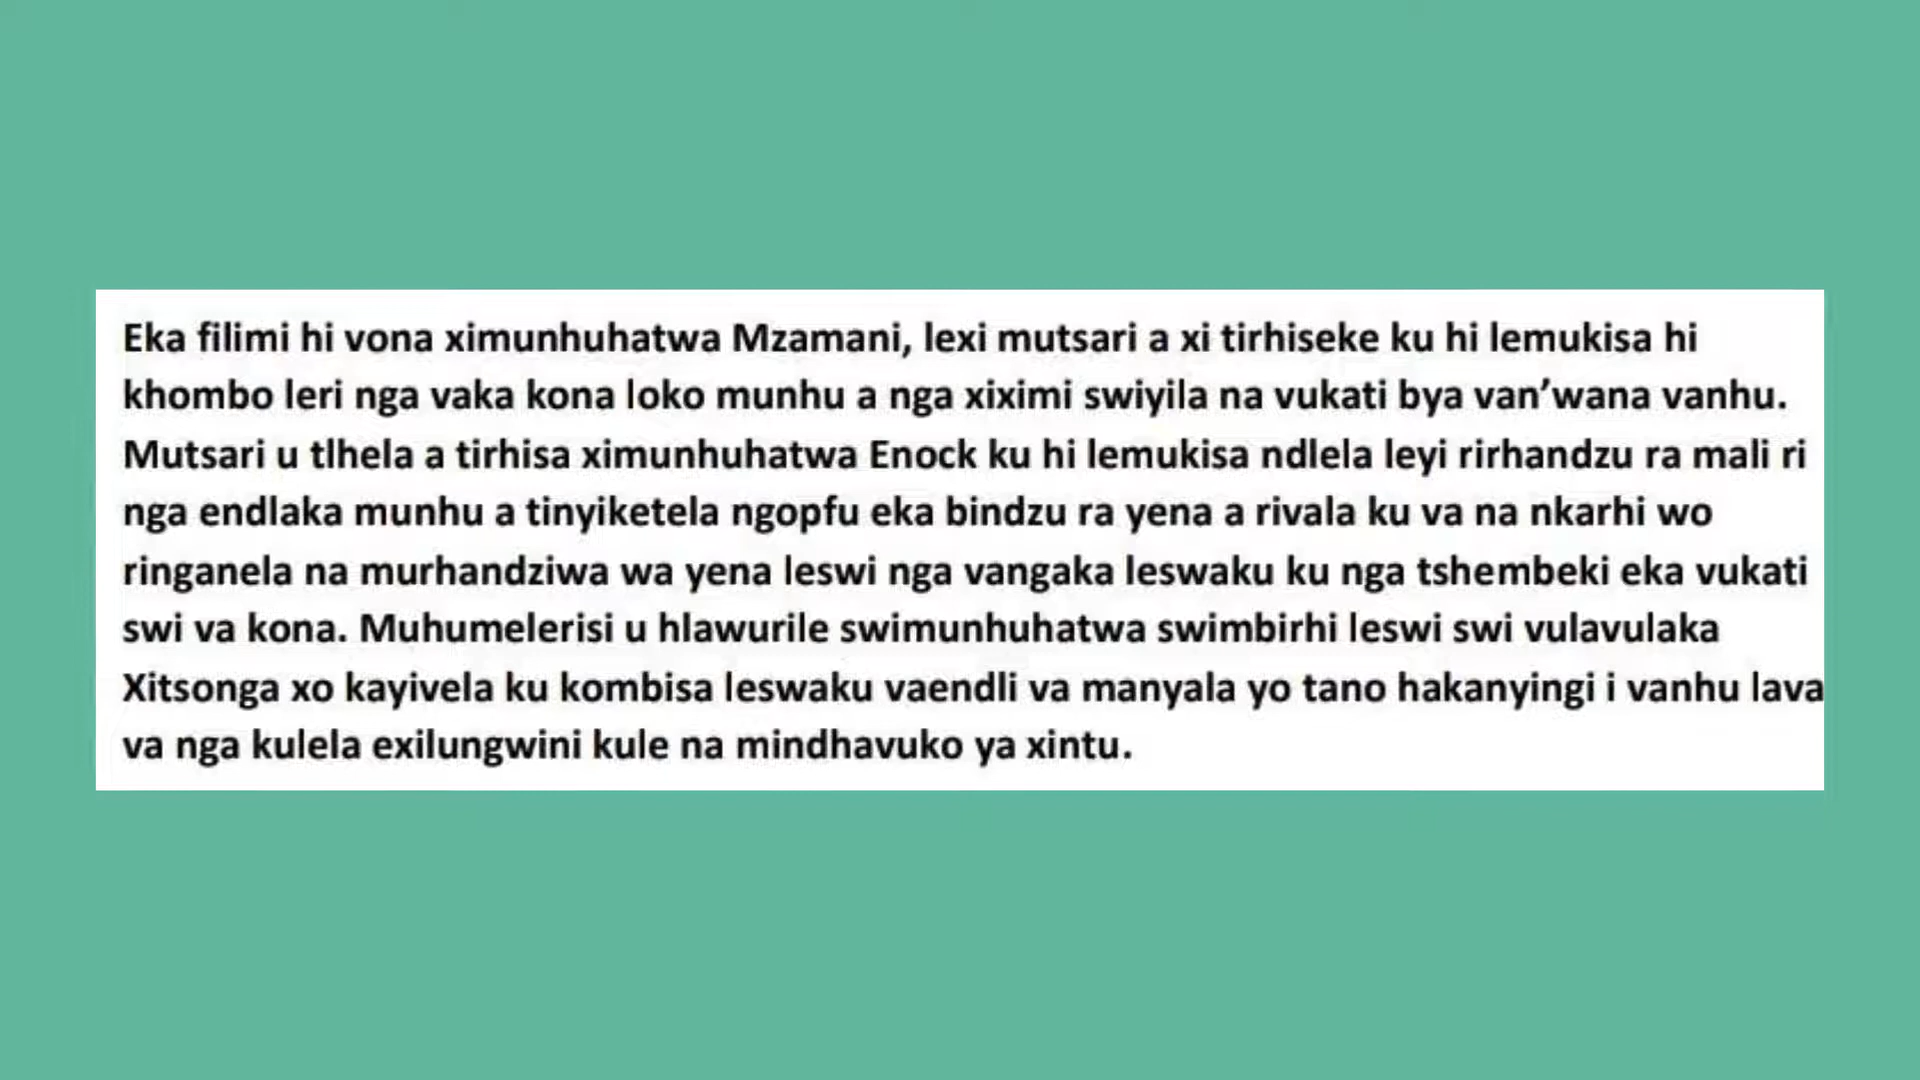 Eka filimi hi vona ximunhuhatwa Mzamani, lexi mutsari a xi tirhiseke ku hi lemukisa hi
khombo leri nga vaka kona loko munhu a nga xiximi swiyila na vukati bya van’wana vanhu.
Mutsari u tlhela a tirhisa ximunhuhatwa Enock ku hi lemukisa ndlela leyi rirhandzu ra mali ri
nga endlaka munhu a tinyiketela ngopfu eka bindzu ra yena a rivala ku va na nkarhi wo
ringanela na murhandziwa wa yena leswi nga vangaka leswaku ku nga tshembeki eka vukati
swi va kona. Muhumelerisi u hlawurile swimunhuhatwa swimbirhi leswi swi vulavulaka
Xitsonga xo kayivela ku kombisa leswaku vaendli va manyala yo tano hakanyingi i vanhu lava
va nga kulela exilungwini kule na mindhavuko ya xintu.